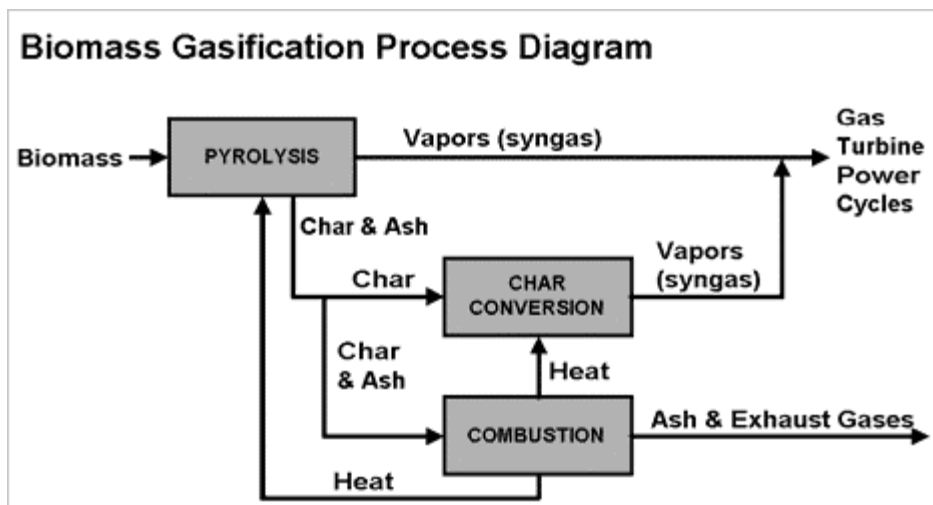 Biomass Gasification Process Diagram
Biomass
PYROLYSIS
Vapors (syngas)
Gas
Turbine
Power
Cycles
Char & Ash
Char
CHAR
CONVERSION
Vapors
(syngas)
Char
& Ash
Heat
COMBUSTION
Ash & Exhaust Gases
Heat